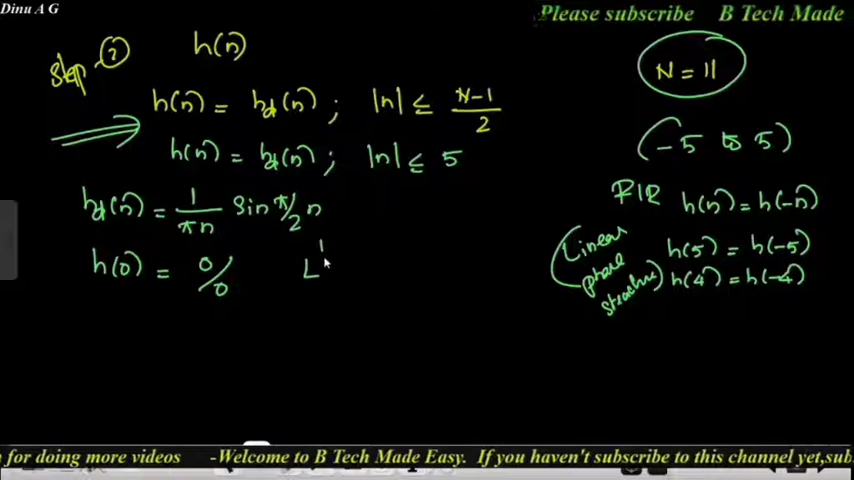 Dinu A G
Please subscribe B Tech Made
step - 2
h(n)
N = 11
h(n) = hd(n) ; |n| ≤ N-1/2
(-5 to 5)
h(n) = hd(n) ; |n| ≤ 5
FIR h(n) = h(-n)
hd(n) = 1/πn sin π/2 n
(Linear phase structure)
h(5) = h(-5)
h(4) = h(-4)
h(0) = 0/0 L'
for doing more videos -Welcome to B Tech Made Easy. If you haven't subscribe to this channel yet,sub